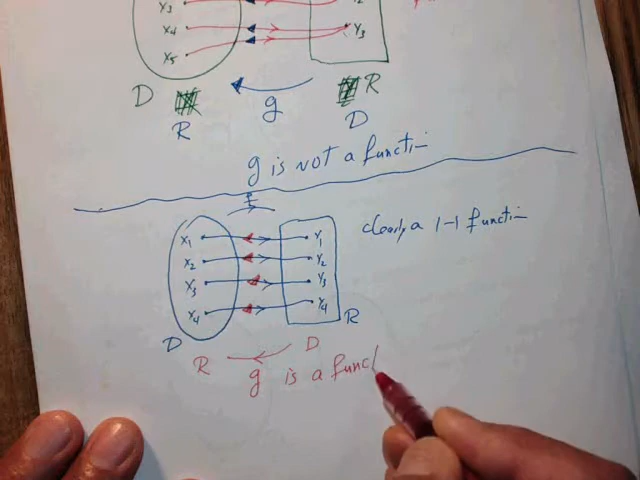 x3
x4 y3
x5
D R
g
R D
g is not a functi
f
x1 y1 clearly a 1-1 functi
x2 y2
x3 y3
x4 y4
D R
R D
g is a funct